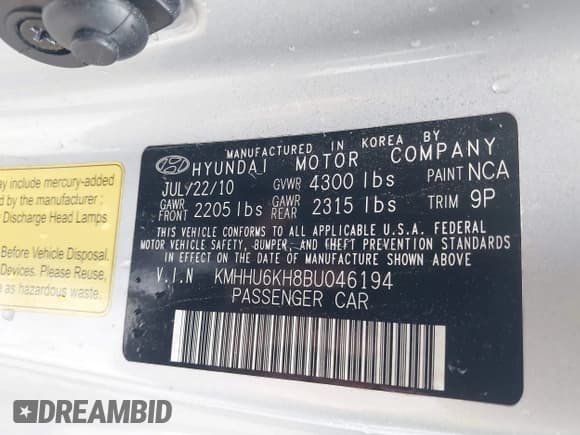 MANUFACTURED IN KOREA BY
HYUNDAI MOTOR COMPANY
JUL/22/10 GVWR 4300 lbs PAINT NCA
GAWR FRONT 2205 lbs GAWR REAR 2315 lbs TRIM 9P
THIS VEHICLE CONFORMS TO ALL APPLICABLE U.S.A. FEDERAL
MOTOR VEHICLE SAFETY, BUMPER, AND THEFT PREVENTION STANDARDS
IN EFFECT ON THE DATE OF MANUFACTURE SHOWN ABOVE
V.I.N KMHHU6KH8BU046194
PASSENGER CAR
may include mercury-added
d by the manufacturer ;
Discharge Head Lamps
Before Vehicle Disposal.
Devices. Please Reuse,
e as hazardous waste.
DREAMBID